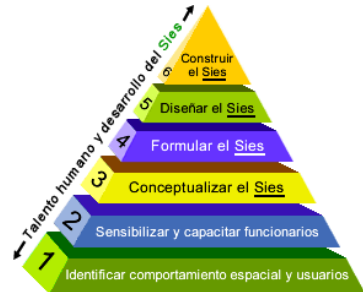 Talento humano y desarrollo del Sies
6
Construir
el Sies
5
Diseñar el Sies
4
Formular el Sies
3
Conceptualizar el Sies
2
Sensibilizar y capacitar funcionarios
1
Identificar comportamiento espacial y usuarios